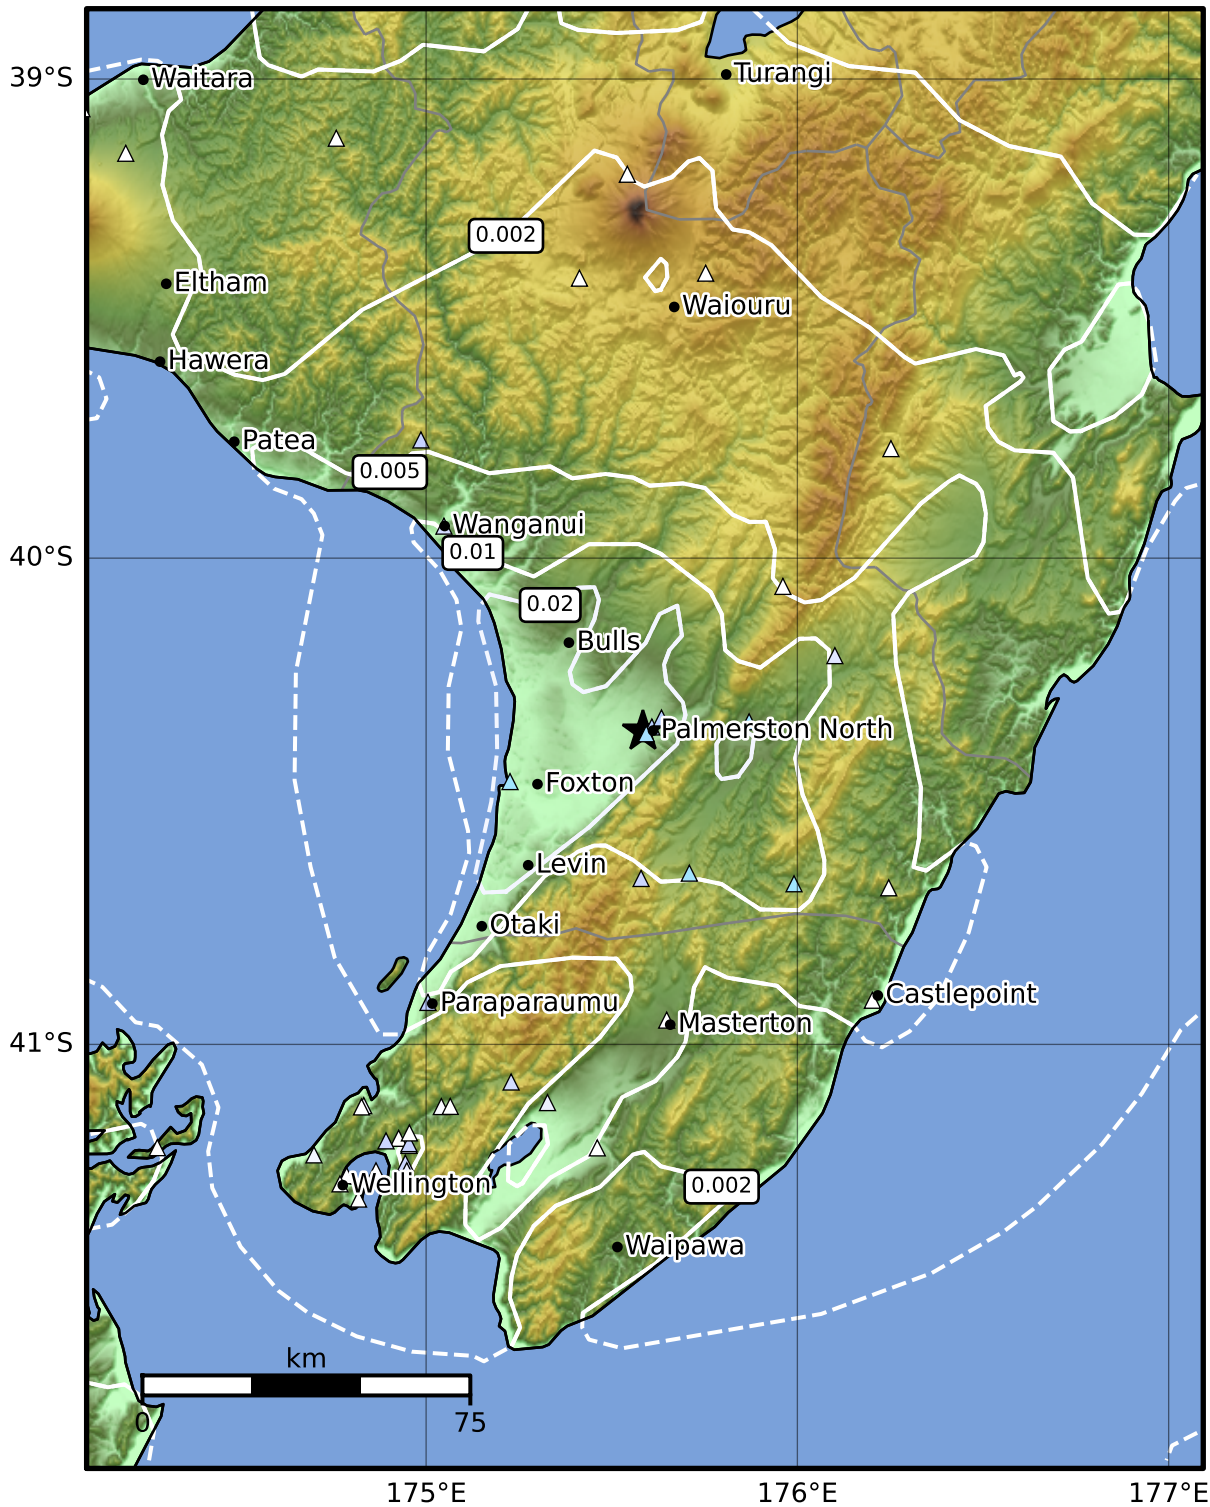 39°S
Waitara
Turangi
0.002
Eltham
Waiouru
Hawera
Patea
0.005
Wanganui
40°S
0.01
0.02
Bulls
Palmerston North
Foxton
Levin
Otaki
Paraparaumu
Castlepoint
Masterton
41°S
Wellington
0.002
Waipawa
km
0
75
175°E
176°E
177°E